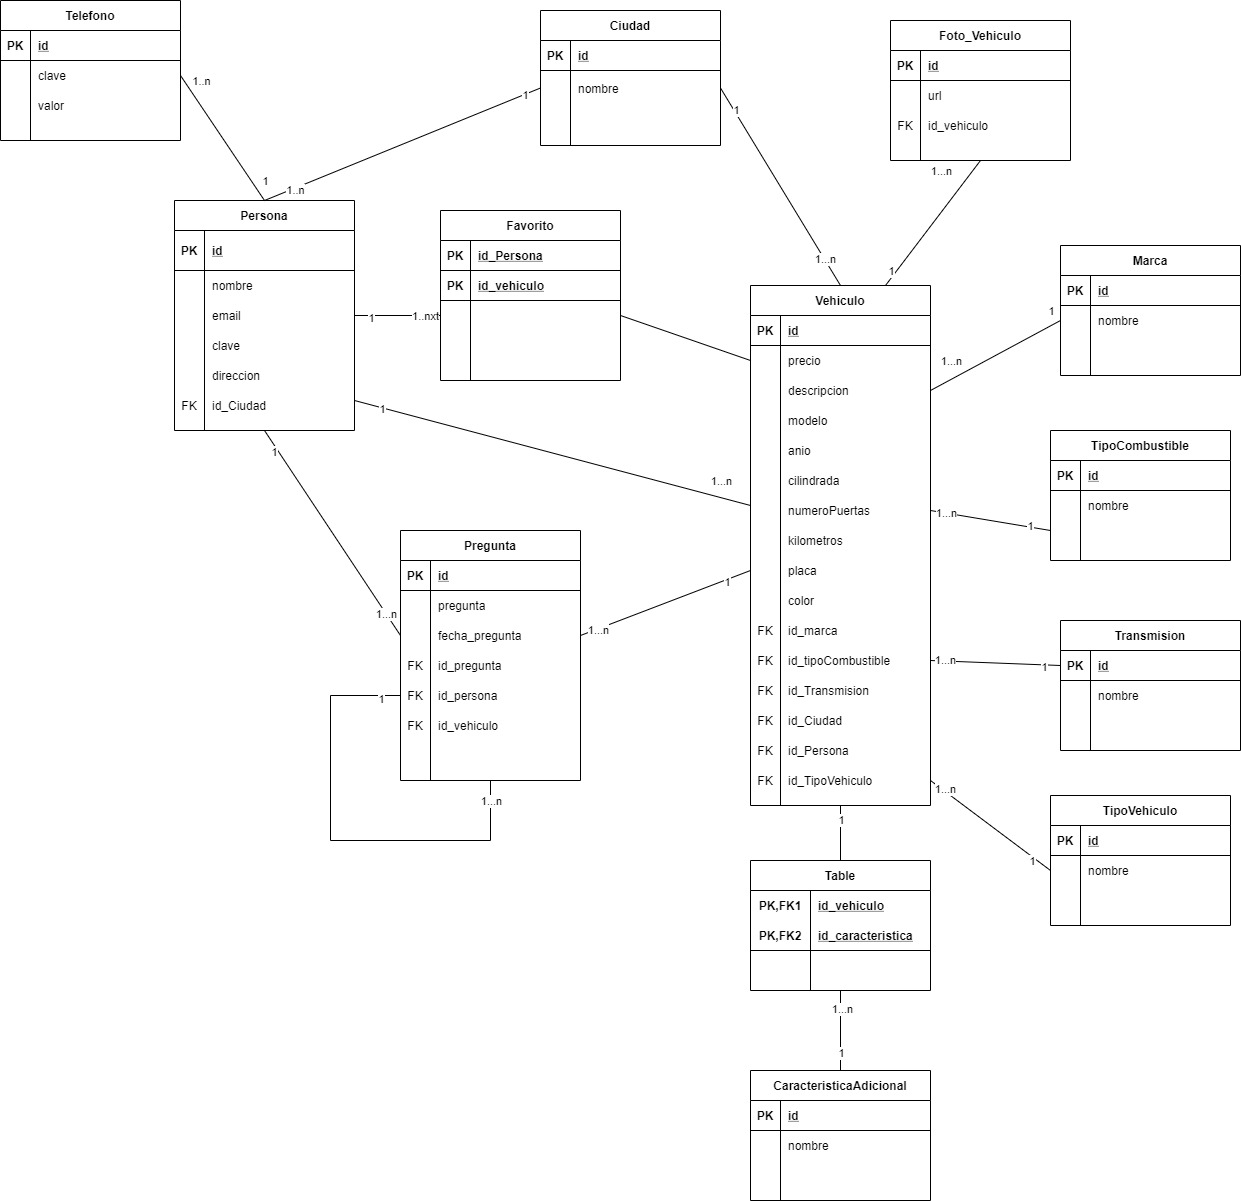 Telefono
PK id
clave
valor
1..n
1
Ciudad
PK id
nombre
1
1..n
1
1...n
Foto_Vehiculo
PK id
url
FK id_vehiculo
1...n
1
Persona
PK id
nombre
email
clave
direccion
FK id_Ciudad
1
1..nxt
1
1...n
1
1...n
Favorito
PK id_Persona
PK id_vehiculo
Vehiculo
PK id
precio
descripcion
modelo
anio
cilindrada
numeroPuertas
kilometros
placa
color
FK id_marca
FK id_tipoCombustible
FK id_Transmision
FK id_Ciudad
FK id_Persona
FK id_TipoVehiculo
Marca
PK id
nombre
1
1...n
TipoCombustible
PK id
nombre
1...n
1
Pregunta
PK id
pregunta
fecha_pregunta
FK id_pregunta
FK id_persona
FK id_vehiculo
1
1...n
1...n
1
Transmision
PK id
nombre
1...n
1
TipoVehiculo
PK id
nombre
1...n
1
1
Table
PK,FK1 id_vehiculo
PK,FK2 id_caracteristica
1...n
1
CaracteristicaAdicional
PK id
nombre